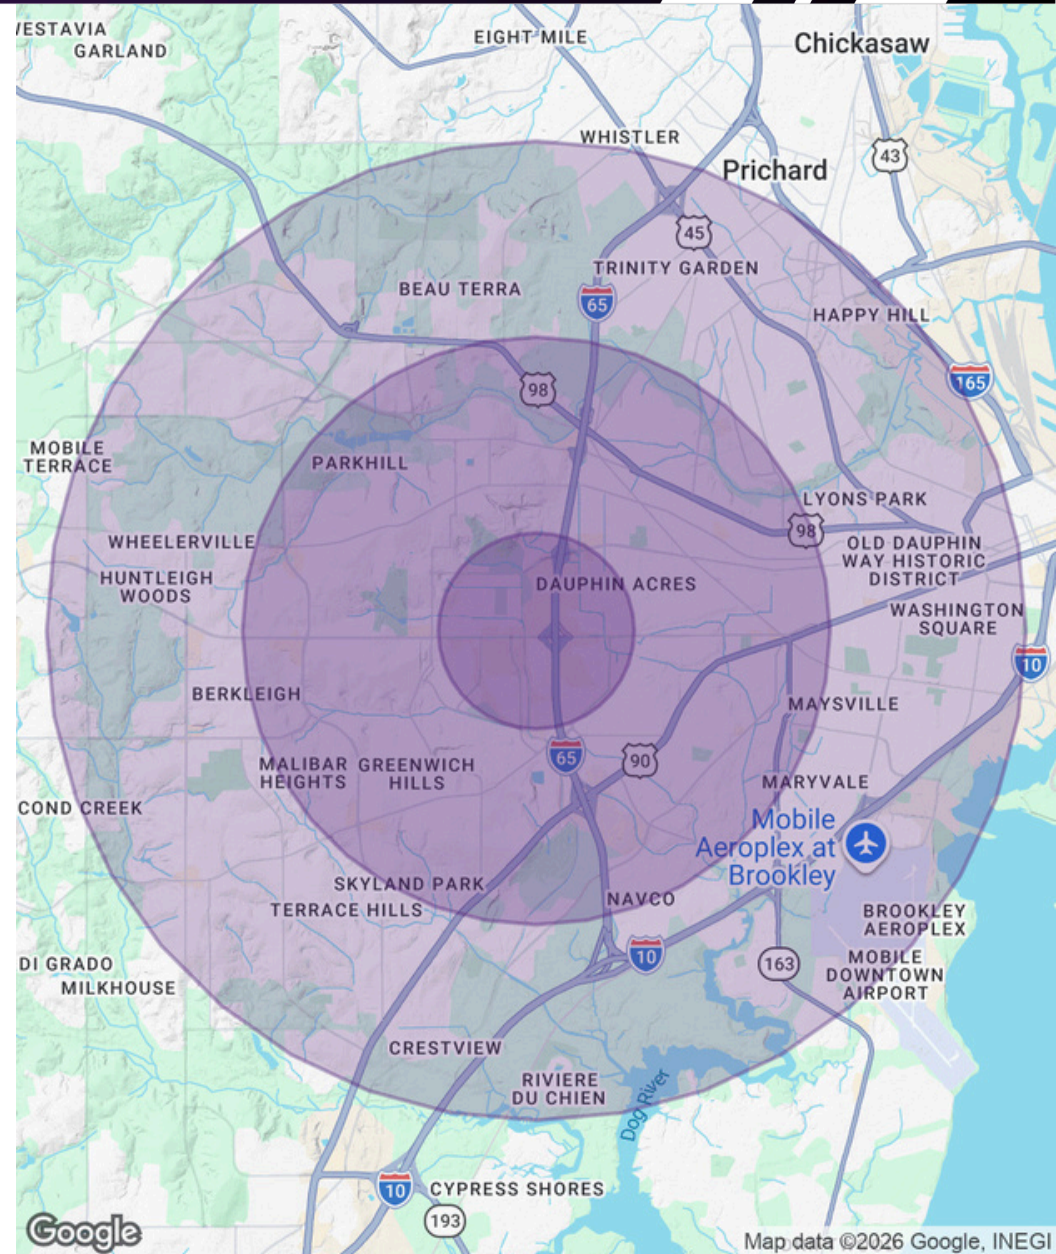 WESTAVIA
GARLAND
EIGHT MILE
Chickasaw
WHISTLER
43
Prichard
45
TRINITY GARDEN
BEAU TERRA
65
HAPPY HILL
165
98
MOBILE
TERRACE
PARKHILL
LYONS PARK
98
WHEELERVILLE
OLD DAUPHIN
WAY HISTORIC
DISTRICT
HUNTLEIGH
WOODS
DAUPHIN ACRES
WASHINGTON
SQUARE
10
BERKLEIGH
MAYSVILLE
65
90
MALIBAR
HEIGHTS
GREENWICH
HILLS
MARYVALE
COND CREEK
Mobile
Aeroplex at
Brookley
SKYLAND PARK
TERRACE HILLS
NAVCO
BROOKLEY
AEROPLEX
10
163
DI GRADO
MILKHOUSE
MOBILE
DOWNTOWN
AIRPORT
CRESTVIEW
RIVIERE
DU CHIEN
Dog River
10
CYPRESS SHORES
193
Google
Map data ©2026 Google, INEGI